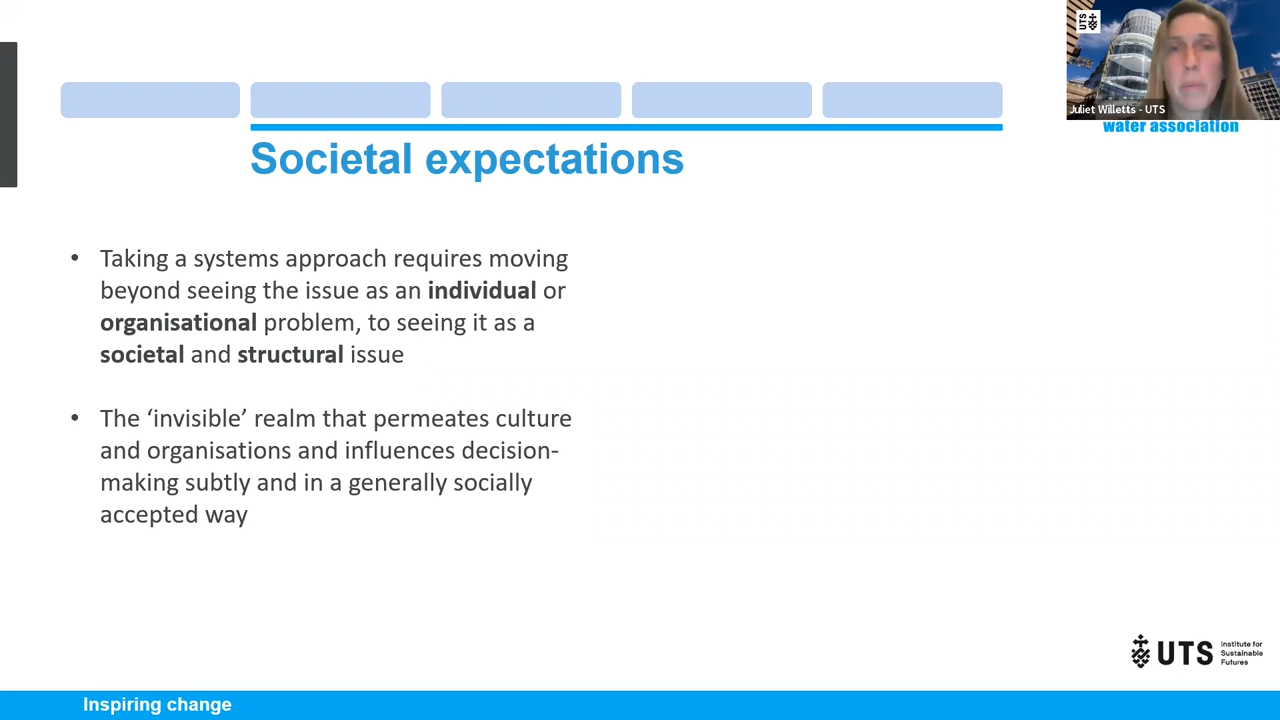 UTS
Juliet Willetts - UTS
water association
Societal expectations
• Taking a systems approach requires moving
beyond seeing the issue as an individual or
organisational problem, to seeing it as a
societal and structural issue
• The ‘invisible’ realm that permeates culture
and organisations and influences decision-
making subtly and in a generally socially
accepted way
UTS
Institute for
Sustainable
Futures
Inspiring change